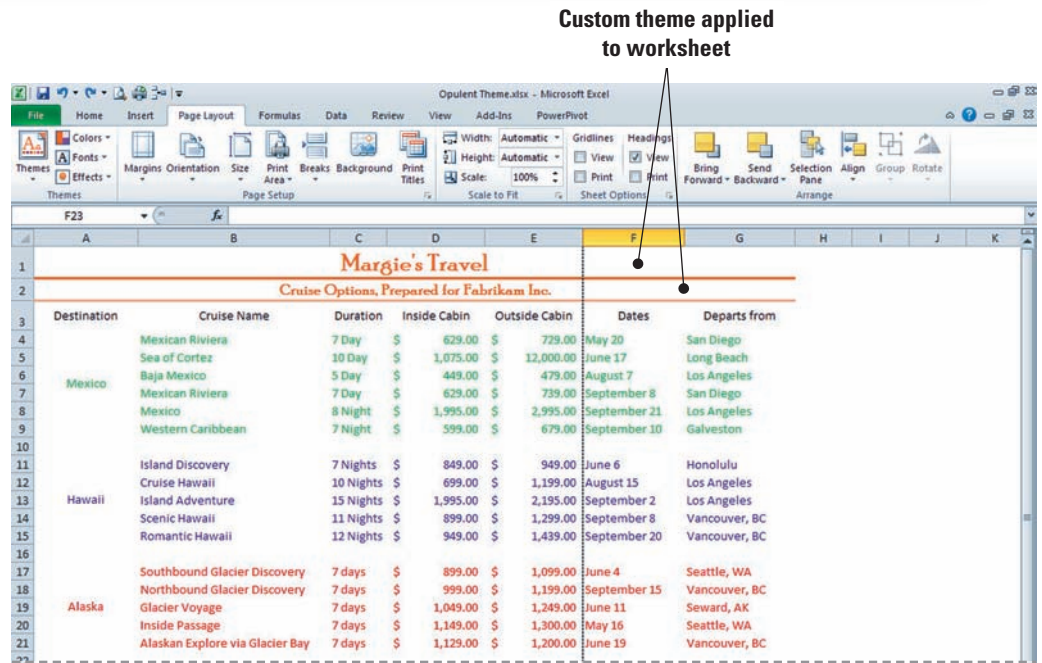 Custom theme applied
to worksheet
Opulent Theme.xlsx - Microsoft Excel
File Home Insert Page Layout Formulas Data Review View Add-Ins PowerPivot
Colors Width: Automatic Gridlines Headings
Fonts Height: Automatic View View
Themes Effects Margins Orientation Size Print Area Breaks Background Print Titles Scale: 100% Print Print Bring Forward Send Backward Selection Pane Align Group Rotate
Themes Page Setup Scale to Fit Sheet Options Arrange
F23 fx
A B C D E F G H I J K
1 Margie's Travel
2 Cruise Options, Prepared for Fabrikam Inc.
3 Destination Cruise Name Duration Inside Cabin Outside Cabin Dates Departs from
4 Mexican Riviera 7 Day $ 629.00 $ 729.00 May 20 San Diego
5 Sea of Cortez 10 Day $ 1,075.00 $ 12,000.00 June 17 Long Beach
6 Baja Mexico 5 Day $ 449.00 $ 479.00 August 7 Los Angeles
Mexico
7 Mexican Riviera 7 Day $ 629.00 $ 739.00 September 8 San Diego
8 Mexico 8 Night $ 1,995.00 $ 2,995.00 September 21 Los Angeles
9 Western Caribbean 7 Night $ 599.00 $ 679.00 September 10 Galveston
10
11 Island Discovery 7 Nights $ 849.00 $ 949.00 June 6 Honolulu
12 Cruise Hawaii 10 Nights $ 699.00 $ 1,199.00 August 15 Los Angeles
13 Hawaii Island Adventure 15 Nights $ 1,995.00 $ 2,195.00 September 2 Los Angeles
14 Scenic Hawaii 11 Nights $ 899.00 $ 1,299.00 September 8 Vancouver, BC
15 Romantic Hawaii 12 Nights $ 949.00 $ 1,439.00 September 20 Vancouver, BC
16
17 Southbound Glacier Discovery 7 days $ 899.00 $ 1,099.00 June 4 Seattle, WA
18 Northbound Glacier Discovery 7 days $ 999.00 $ 1,199.00 September 15 Vancouver, BC
19 Alaska Glacier Voyage 7 days $ 1,049.00 $ 1,249.00 June 11 Seward, AK
20 Inside Passage 7 days $ 1,149.00 $ 1,300.00 May 16 Seattle, WA
21 Alaskan Explore via Glacier Bay 7 days $ 1,129.00 $ 1,200.00 June 19 Vancouver, BC